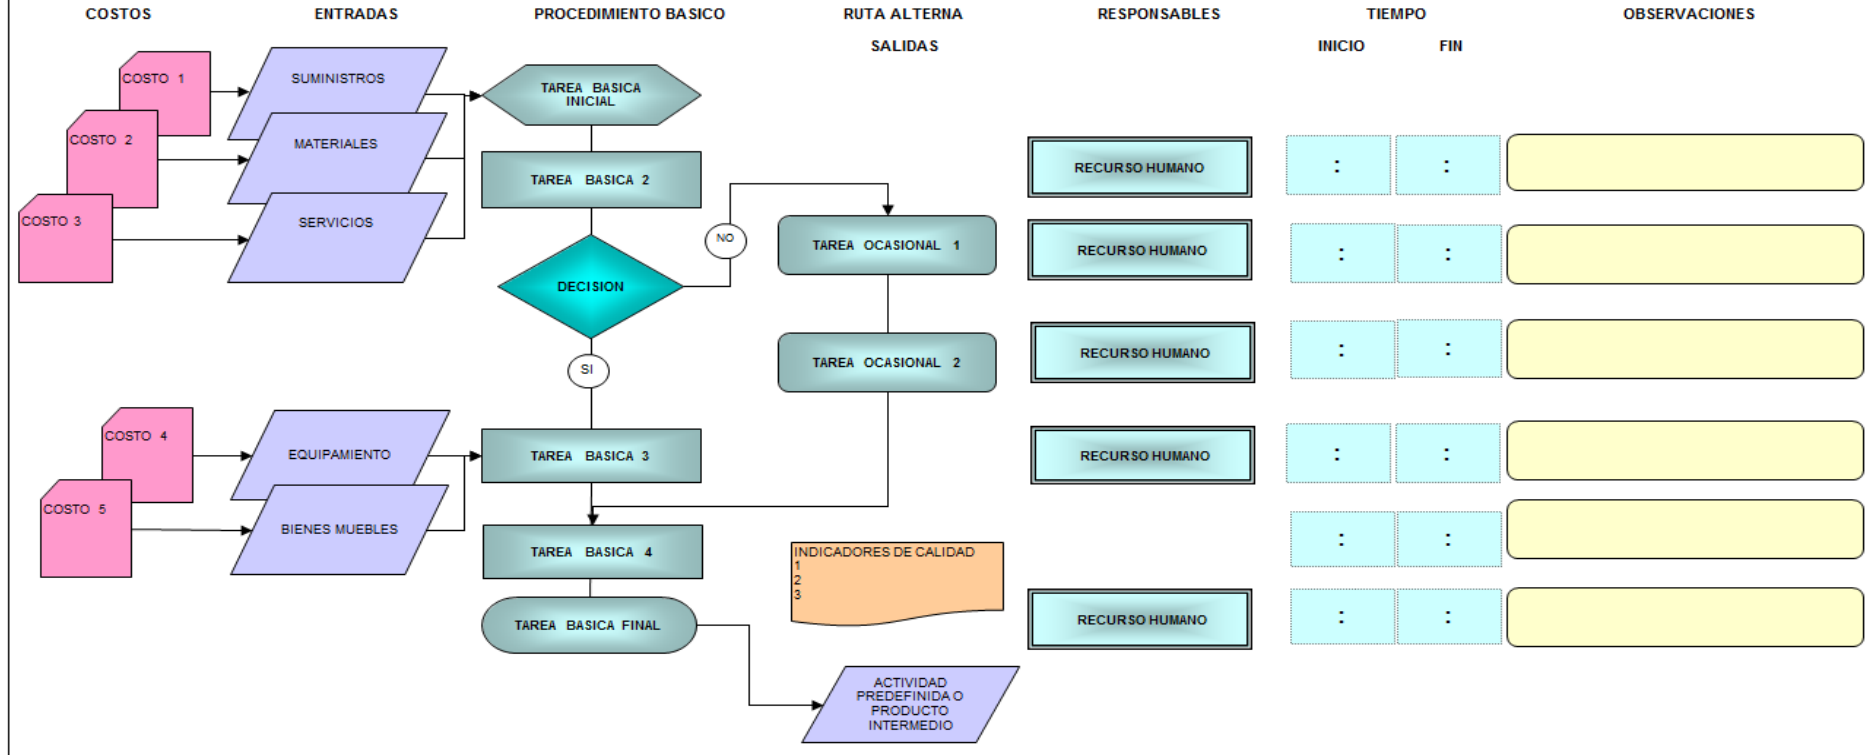 COSTOS
ENTRADAS
PROCEDIMIENTO BASICO
RUTA ALTERNA
RESPONSABLES
TIEMPO
OBSERVACIONES
SALIDAS
INICIO
FIN
COSTO 1
SUMINISTROS
TAREA BASICA
INICIAL
COSTO 2
MATERIALES
TAREA BASICA 2
RECURSO HUMANO
:
:
COSTO 3
SERVICIOS
NO
TAREA OCASIONAL 1
RECURSO HUMANO
:
:
DECISION
SI
TAREA OCASIONAL 2
RECURSO HUMANO
:
:
COSTO 4
EQUIPAMIENTO
TAREA BASICA 3
RECURSO HUMANO
:
:
COSTO 5
BIENES MUEBLES
TAREA BASICA 4
:
:
INDICADORES DE CALIDAD
1
2
3
TAREA BASICA FINAL
RECURSO HUMANO
:
:
ACTIVIDAD
PREDEFINIDA O
PRODUCTO
INTERMEDIO